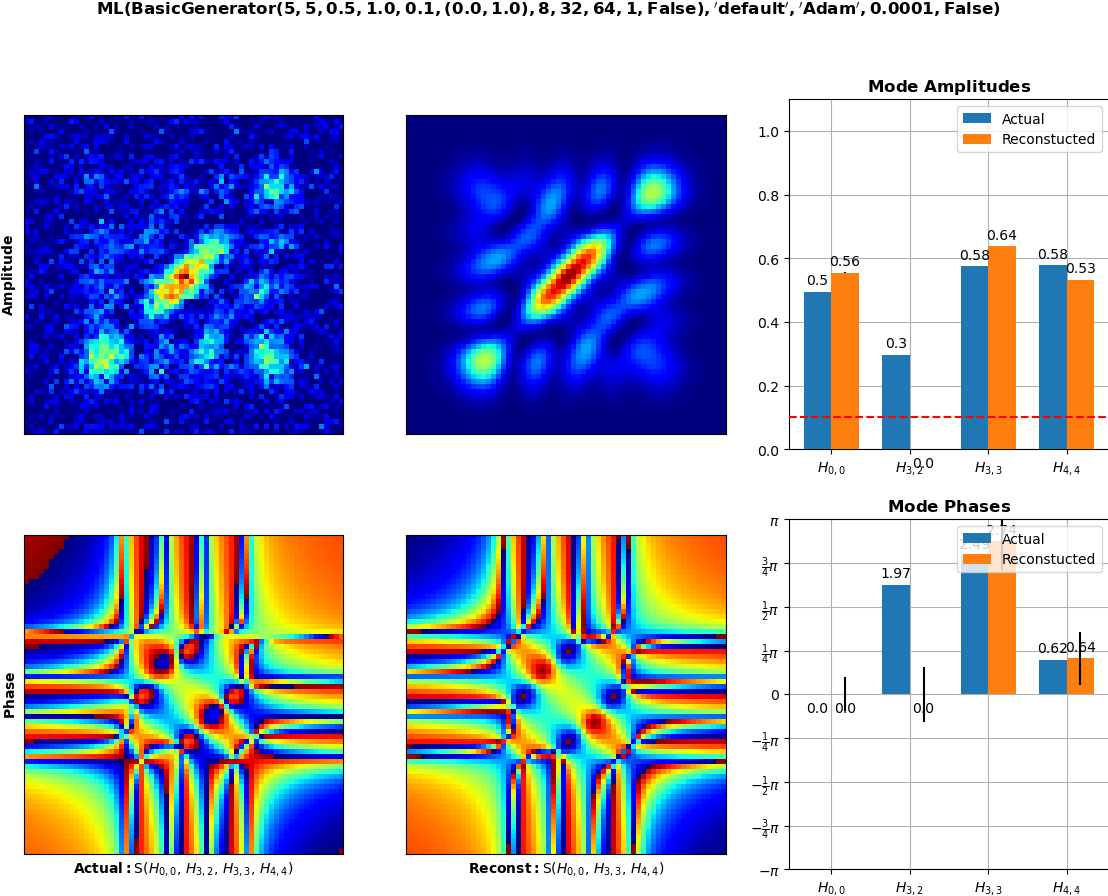 ML(BasicGenerator(5, 5, 0.5, 1.0, 0.1, (0.0, 1.0), 8, 32, 64, 1, False), ′default′, ′Adam′, 0.0001, False)
Mode Amplitudes
Amplitude
Actual
Reconstucted
1.0
0.8
0.6
0.4
0.2
0.0
0.5
0.56
0.3
0.0
0.58
0.64
0.58
0.53
H0,0
H3,2
H3,3
H4,4
Mode Phases
Phase
Actual
Reconstucted
π
3/4π
1/2π
1/4π
0
−1/4π
−1/2π
−3/4π
−π
0.0
0.0
1.97
0.0
2.74
0.62
0.64
H0,0
H3,2
H3,3
H4,4
Actual: S(H0,0, H3,2, H3,3, H4,4)
Reconst: S(H0,0, H3,3, H4,4)